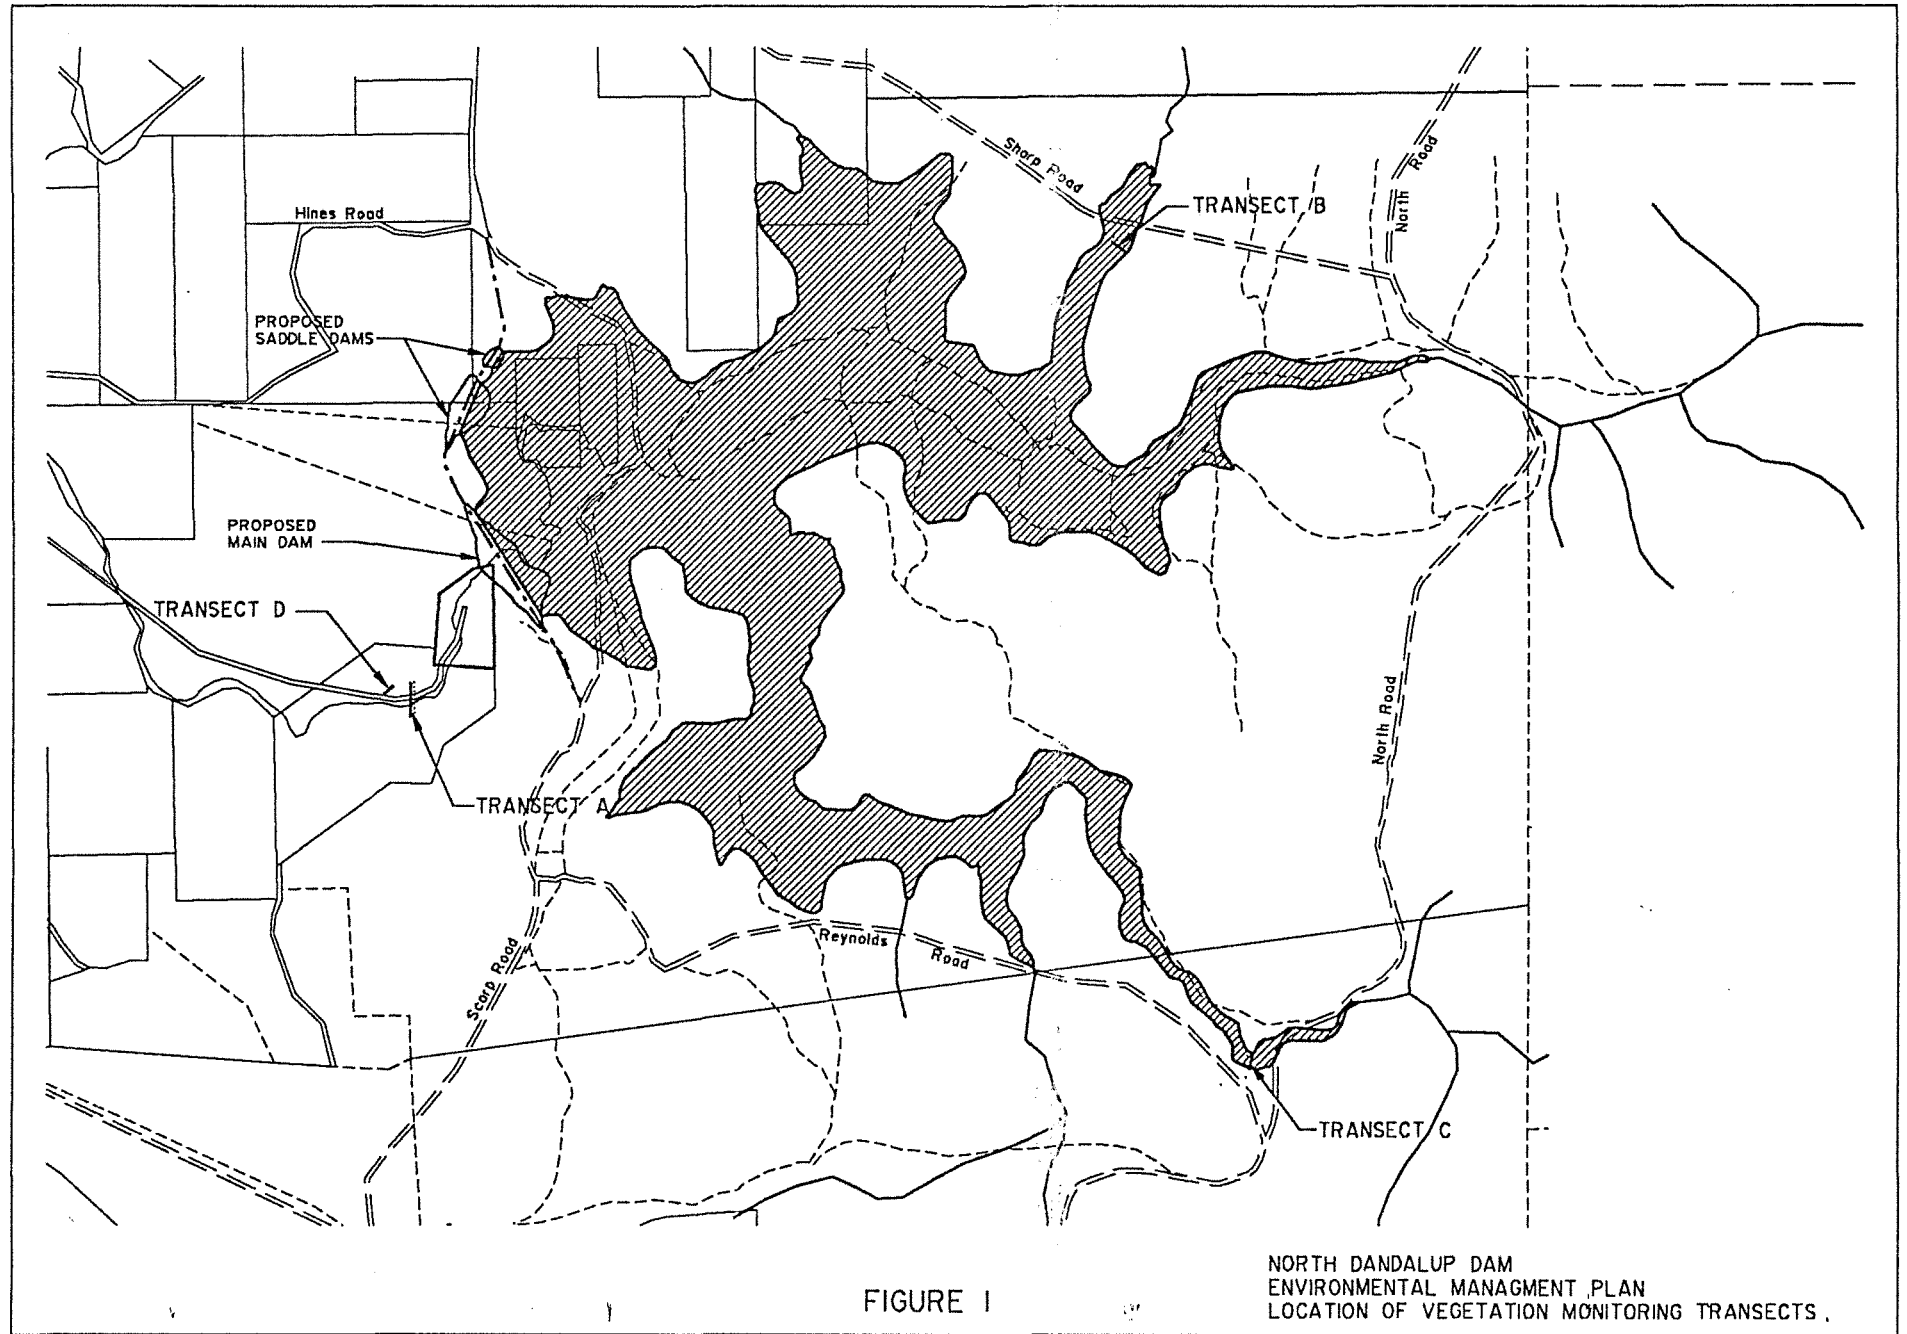 Sharp Road
North Road
TRANSECT B
Hines Road
PROPOSED
SADDLE DAMS
PROPOSED
MAIN DAM
TRANSECT D
North Road
TRANSECT A
Reynolds Road
Scarp Road
TRANSECT C
FIGURE 1
NORTH DANDALUP DAM
ENVIRONMENTAL MANAGMENT PLAN
LOCATION OF VEGETATION MONITORING TRANSECTS.